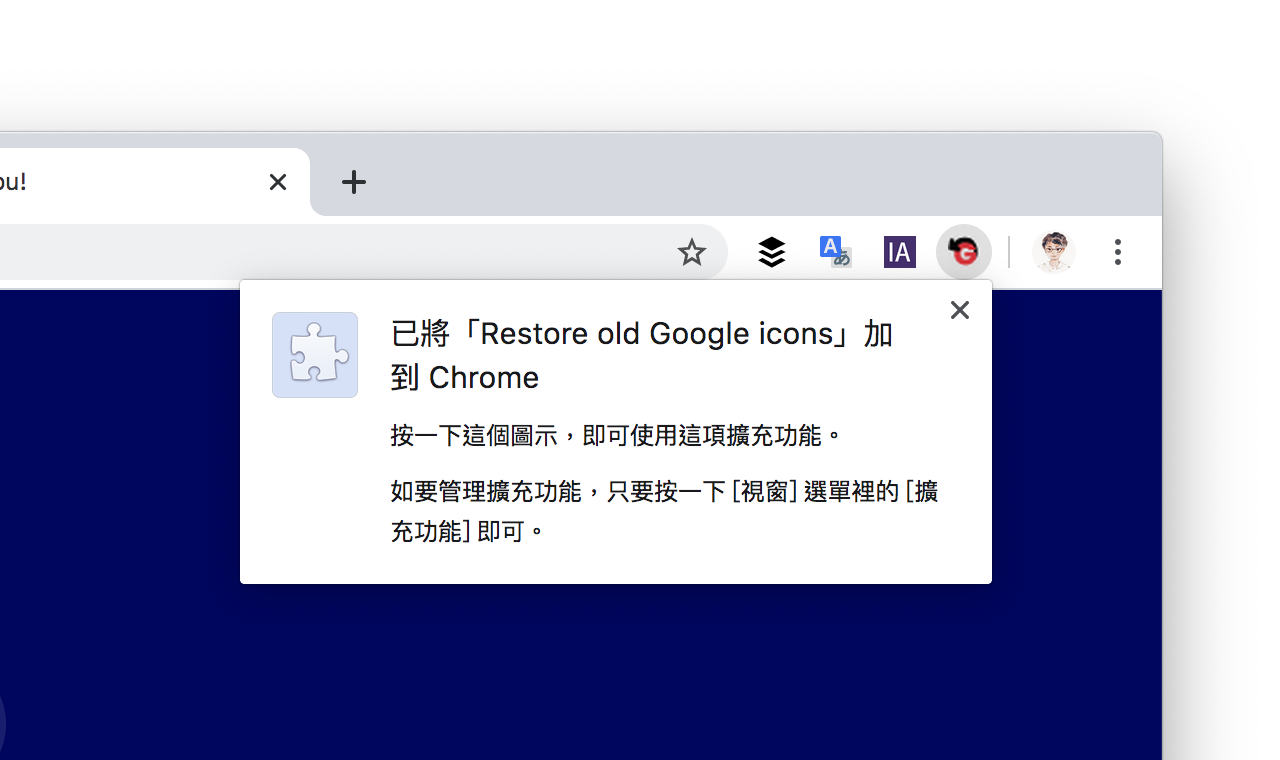 ou!
A
あ
IA
G
已將「Restore old Google icons」加
到 Chrome
按一下這個圖示，即可使用這項擴充功能。
如要管理擴充功能，只要按一下 [視窗] 選單裡的 [擴
充功能] 即可。